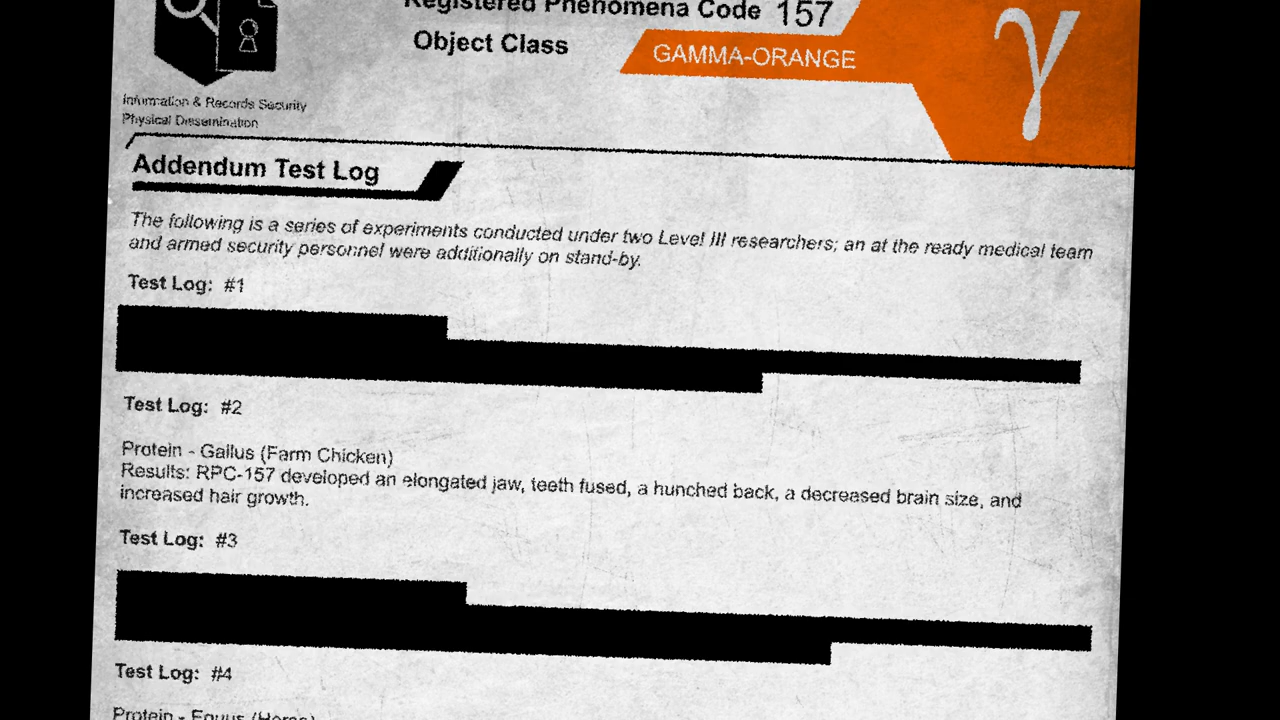 Registered Phenomena Code 157
Object Class GAMMA-ORANGE
γ
Information & Records Security
Physical Dissemination
Addendum Test Log
The following is a series of experiments conducted under two Level III researchers; an at the ready medical team
and armed security personnel were additionally on stand-by.
Test Log: #1
Test Log: #2
Protein - Gallus (Farm Chicken)
Results: RPC-157 developed an elongated jaw, teeth fused, a hunched back, a decreased brain size, and
increased hair growth.
Test Log: #3
Test Log: #4
Protein - Equus (Horse)